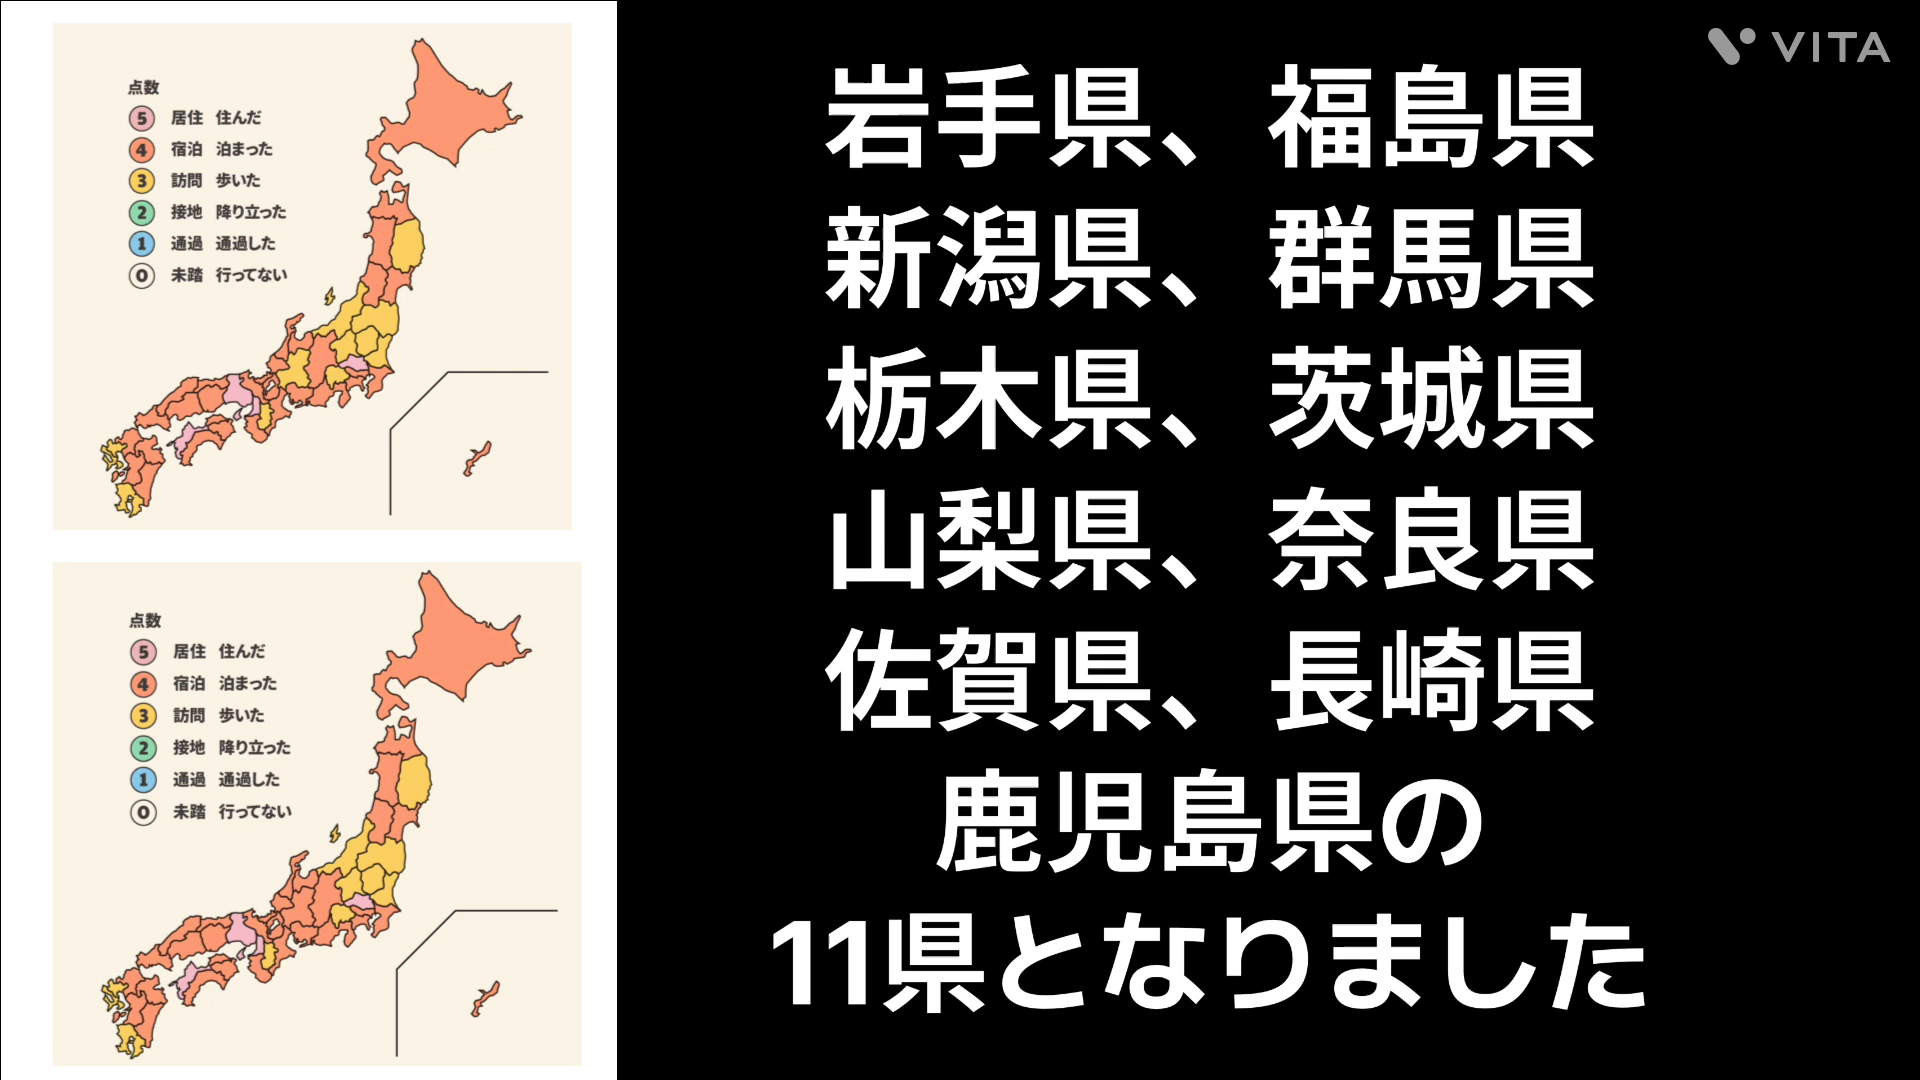 点数
5 居住 住んだ
4 宿泊 泊まった
3 訪問 歩いた
2 接地 降り立った
1 通過 通過した
0 未踏 行ってない
点数
5 居住 住んだ
4 宿泊 泊まった
3 訪問 歩いた
2 接地 降り立った
1 通過 通過した
0 未踏 行ってない
VITA
岩手県、福島県
新潟県、群馬県
栃木県、茨城県
山梨県、奈良県
佐賀県、長崎県
鹿児島県の
11県となりました